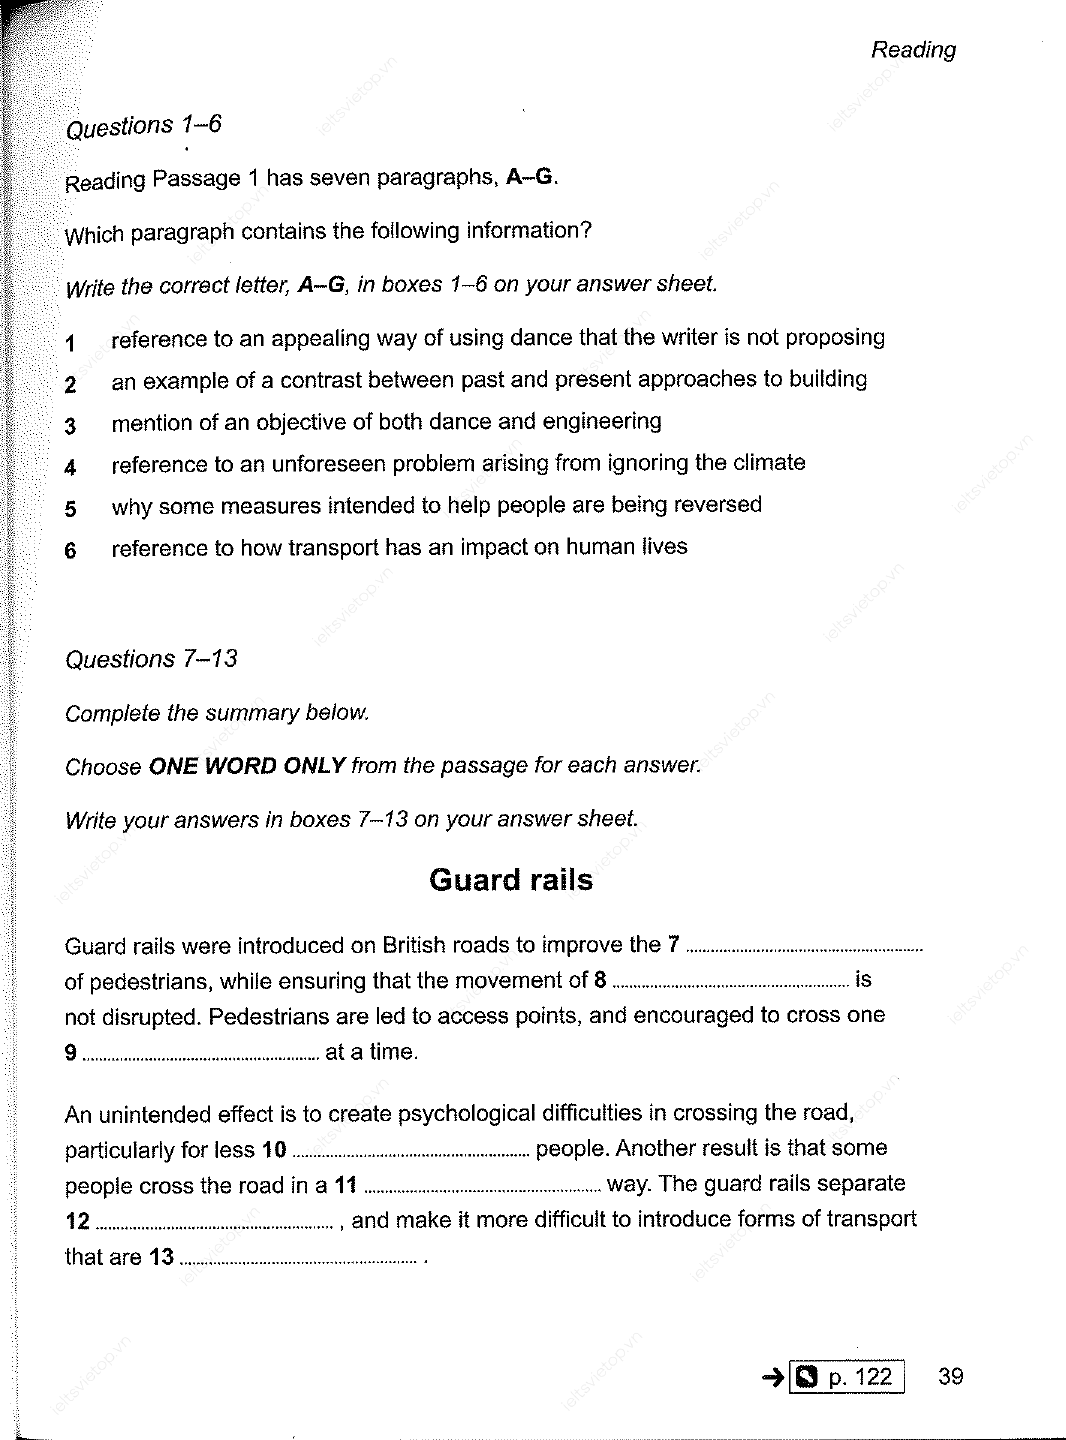 Reading
Questions 1–6
Reading Passage 1 has seven paragraphs, A–G.
Which paragraph contains the following information?
Write the correct letter, A–G, in boxes 1–6 on your answer sheet.
1 reference to an appealing way of using dance that the writer is not proposing
2 an example of a contrast between past and present approaches to building
3 mention of an objective of both dance and engineering
4 reference to an unforeseen problem arising from ignoring the climate
5 why some measures intended to help people are being reversed
6 reference to how transport has an impact on human lives
Questions 7–13
Complete the summary below.
Choose ONE WORD ONLY from the passage for each answer.
Write your answers in boxes 7–13 on your answer sheet.
Guard rails
Guard rails were introduced on British roads to improve the 7 ........................
of pedestrians, while ensuring that the movement of 8 ........................ is
not disrupted. Pedestrians are led to access points, and encouraged to cross one
9 ........................ at a time.
An unintended effect is to create psychological difficulties in crossing the road,
particularly for less 10 ........................ people. Another result is that some
people cross the road in a 11 ........................ way. The guard rails separate
12 ........................ , and make it more difficult to introduce forms of transport
that are 13 ........................ .
→ p. 122 39
ieltsvietop.vn